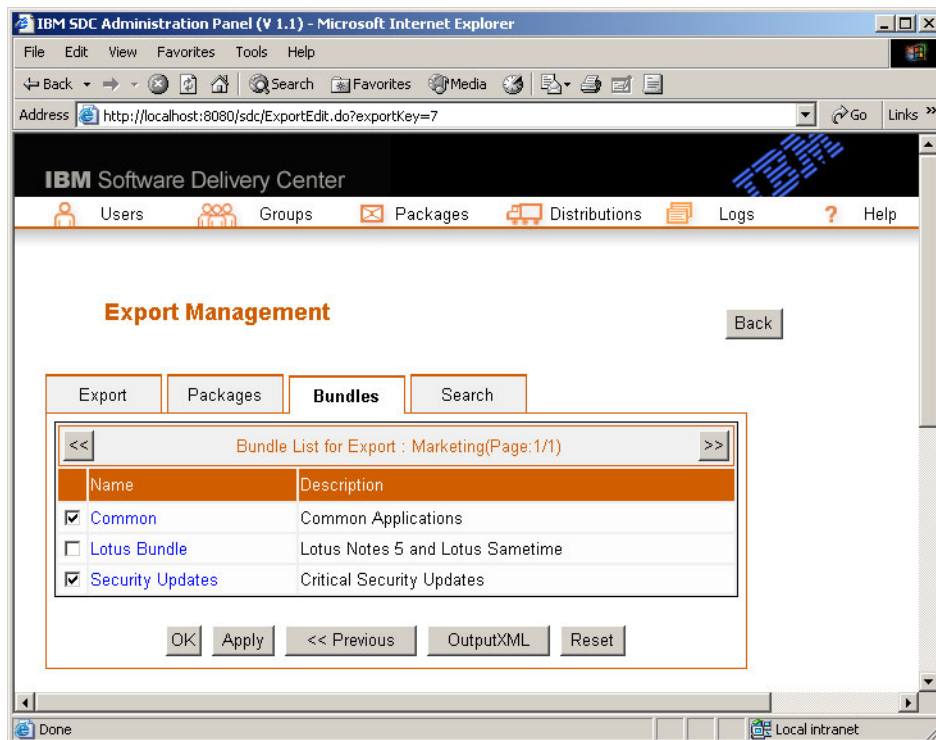 IBM SDC Administration Panel (V 1.1) - Microsoft Internet Explorer
File Edit View Favorites Tools Help
Back Search Favorites Media
Address http://localhost:8080/sdc/ExportEdit.do?exportKey=7 Go Links »
IBM Software Delivery Center IBM
Users Groups Packages Distributions Logs ? Help
Export Management
Back
Export Packages Bundles Search
<< Bundle List for Export : Marketing(Page:1/1) >>
Name Description
Common Common Applications
Lotus Bundle Lotus Notes 5 and Lotus Sametime
Security Updates Critical Security Updates
OK Apply << Previous OutputXML Reset
Done Local intranet